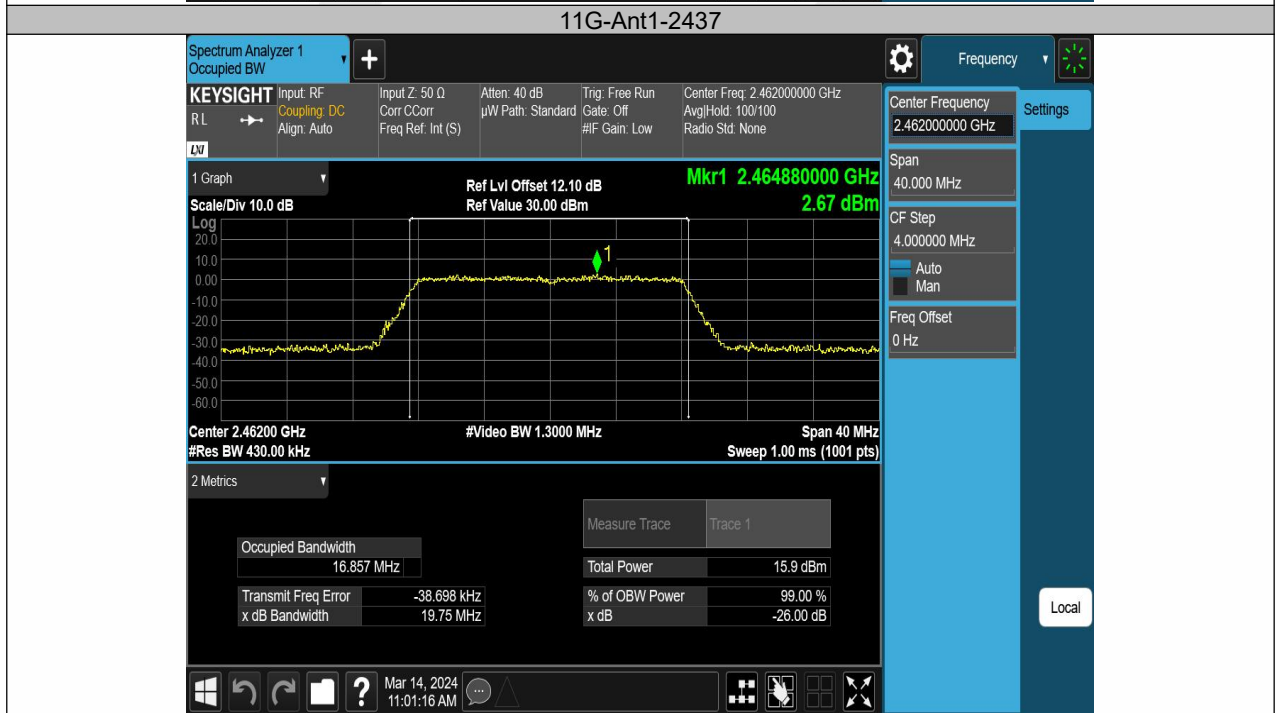 11G-Ant1-2437
Spectrum Analyzer 1
Occupied BW
+
Frequency
KEYSIGHT
RL
LXI
Input: RF
Coupling: DC
Align: Auto
Input Z: 50 Ω
Corr CCorr
Freq Ref: Int (S)
Atten: 40 dB
µW Path: Standard
Trig: Free Run
Gate: Off
#IF Gain: Low
Center Freq: 2.462000000 GHz
Avg|Hold: 100/100
Radio Std: None
Center Frequency
2.462000000 GHz
Settings
Span
40.000 MHz
CF Step
4.000000 MHz
Auto
Man
Freq Offset
0 Hz
Local
1 Graph
Scale/Div 10.0 dB
Ref Lvl Offset 12.10 dB
Ref Value 30.00 dBm
Mkr1 2.464880000 GHz
2.67 dBm
Log
20.0
10.0
0.00
-10.0
-20.0
-30.0
-40.0
-50.0
-60.0
1
Center 2.46200 GHz
#Res BW 430.00 kHz
#Video BW 1.3000 MHz
Span 40 MHz
Sweep 1.00 ms (1001 pts)
2 Metrics
Measure Trace Trace 1
Occupied Bandwidth
16.857 MHz
Total Power 15.9 dBm
Transmit Freq Error -38.698 kHz
% of OBW Power 99.00 %
x dB Bandwidth 19.75 MHz
x dB -26.00 dB
?
Mar 14, 2024
11:01:16 AM